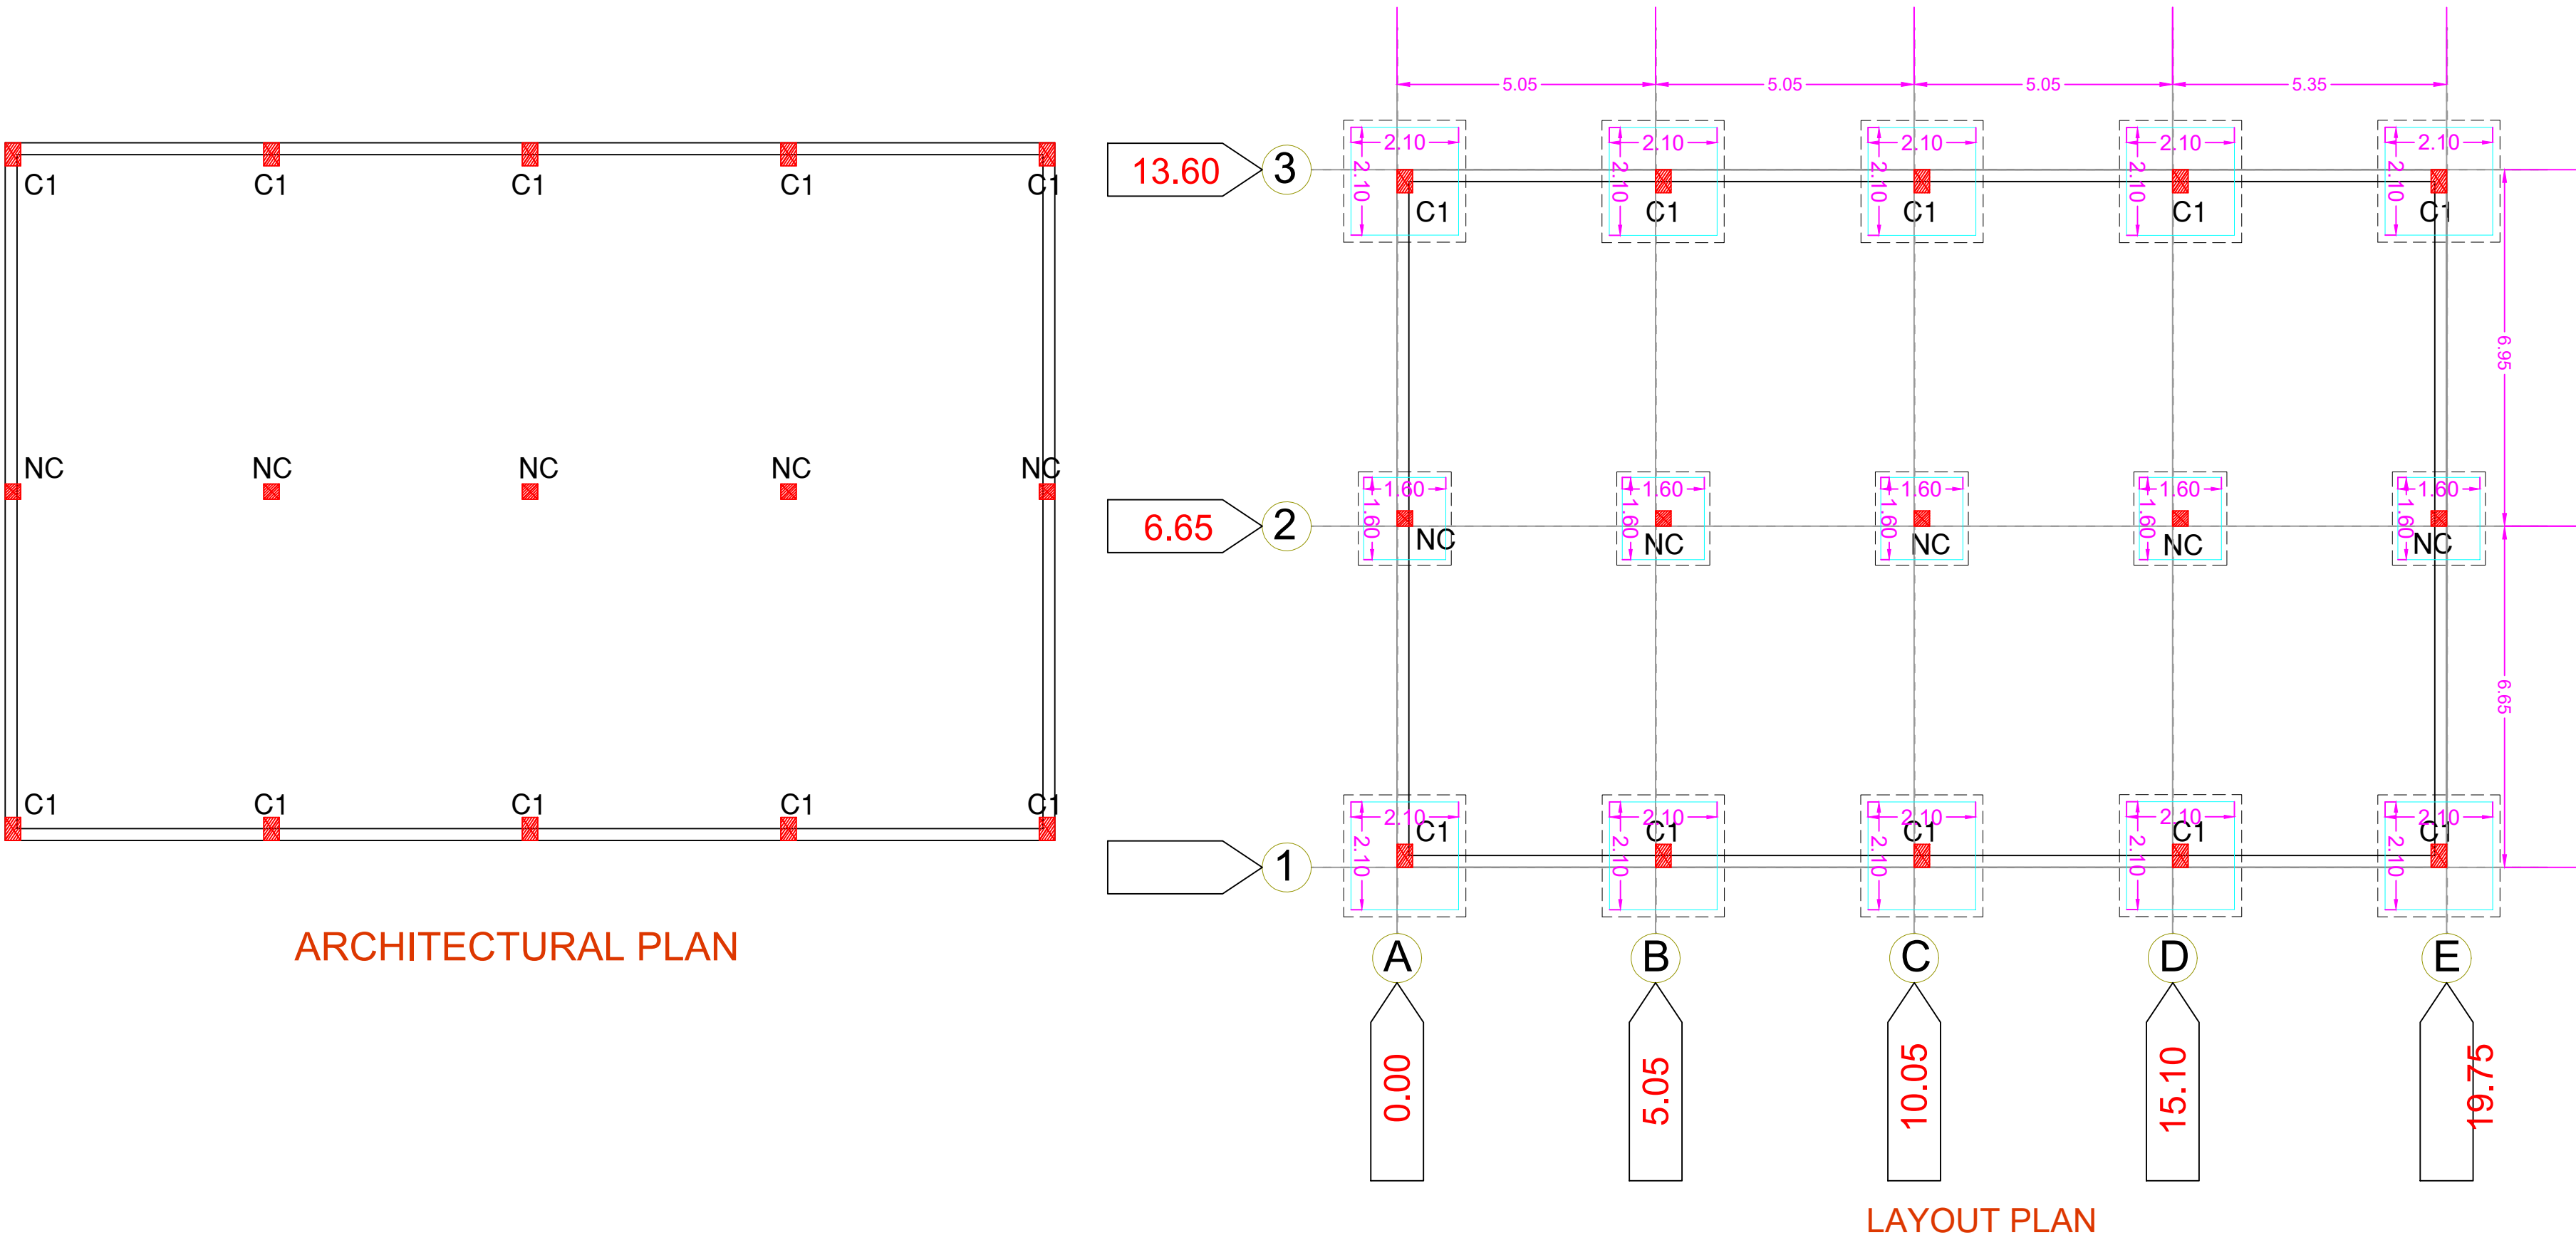 C1 C1 C1 C1 C1
NC NC NC NC NC
C1 C1 C1 C1 C1
ARCHITECTURAL PLAN
5.05 5.05 5.05 5.35
13.60 3
2.10 2.10 2.10 2.10 2.10
2.10 2.10 2.10 2.10 2.10
C1 C1 C1 C1 C1
6.95
6.65 2
1.60 1.60 1.60 1.60 1.60
1.60 1.60 1.60 1.60 1.60
NC NC NC NC NC
6.65
2.10 2.10 2.10 2.10 2.10
C1 C1 C1 C1 C1
2.10 2.10 2.10 2.10 2.10
1
A B C D E
0.00 5.05 10.05 15.10 19.75
LAYOUT PLAN